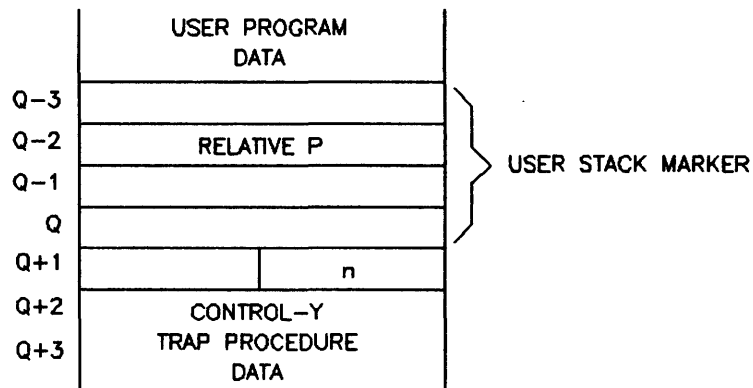 USER PROGRAM
DATA
Q-3
Q-2 RELATIVE P
Q-1
USER STACK MARKER
Q
Q+1 n
Q+2 CONTROL-Y
TRAP PROCEDURE
Q+3
DATA